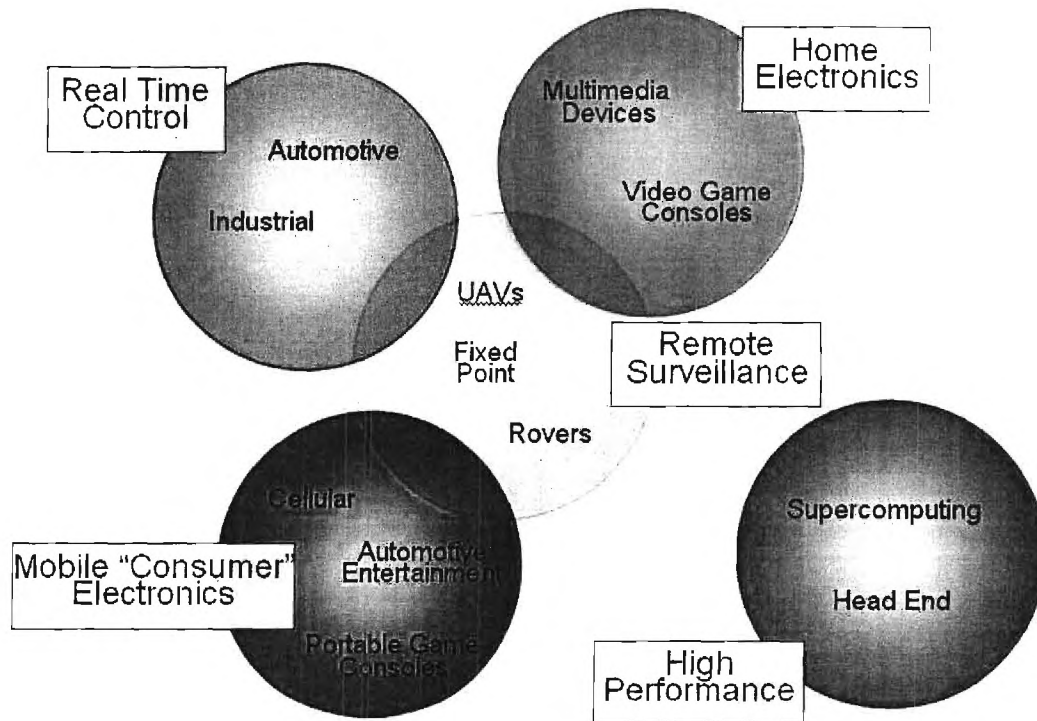 Real Time
Control
Automotive
Industrial
Home
Electronics
Multimedia
Devices
Video Game
Consoles
UAVs
Fixed
Point
Rovers
Remote
Surveillance
Mobile “Consumer”
Electronics
Cellular
Automotive
Entertainment
Portable Game
Consoles
Supercomputing
Head End
High
Performance